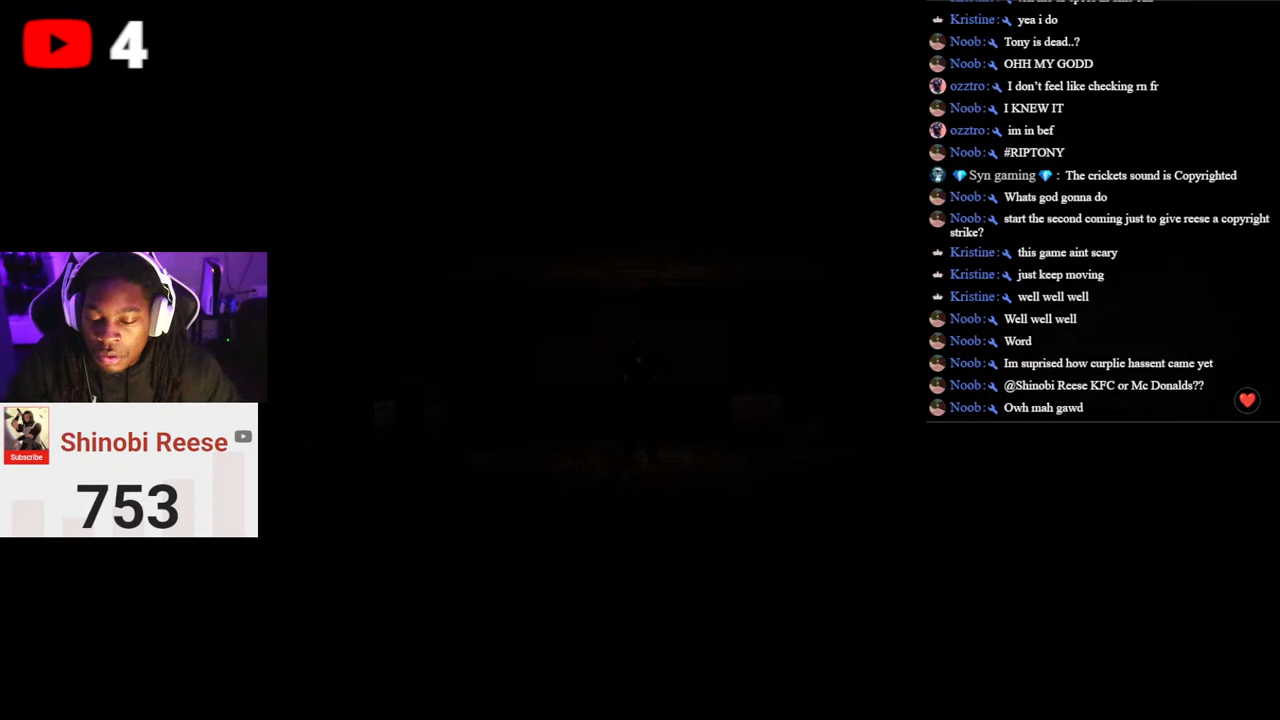 4
Kristine: yea i do
Noob: Tony is dead..?
Noob: OHH MY GODD
ozztro: I don’t feel like checking rn fr
Noob: I KNEW IT
ozztro: im in bef
Noob: #RIPTONY
💎 Syn gaming 💎 : The crickets sound is Copyrighted
Noob: Whats god gonna do
Noob: start the second coming just to give reese a copyright
strike?
Kristine: this game aint scary
Kristine: just keep moving
Kristine: well well well
Noob: Well well well
Noob: Word
Noob: Im suprised how curplie hassent came yet
Noob: @Shinobi Reese KFC or Mc Donalds??
Noob: Owh mah gawd
Shinobi Reese
Subscribe
753